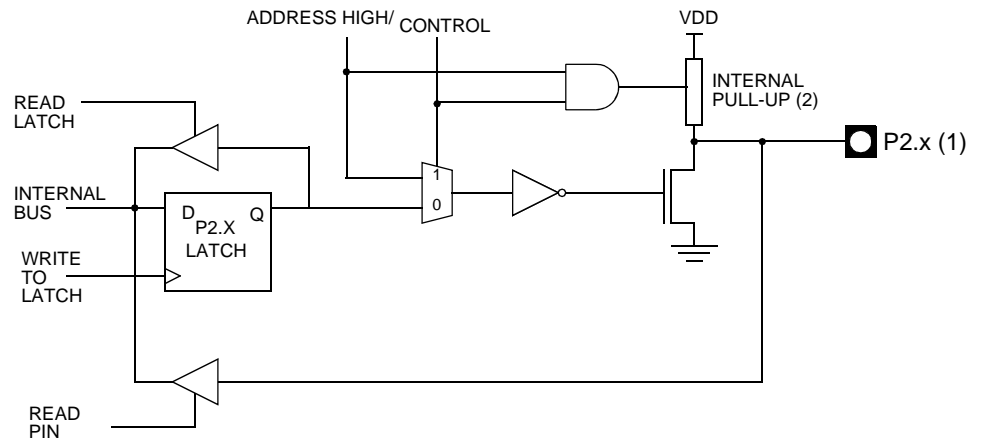 ADDRESS HIGH/
CONTROL
VDD
INTERNAL
PULL-UP (2)
READ
LATCH
P2.x (1)
1
0
INTERNAL
BUS
D
Q
P2.X
LATCH
WRITE
TO
LATCH
READ
PIN